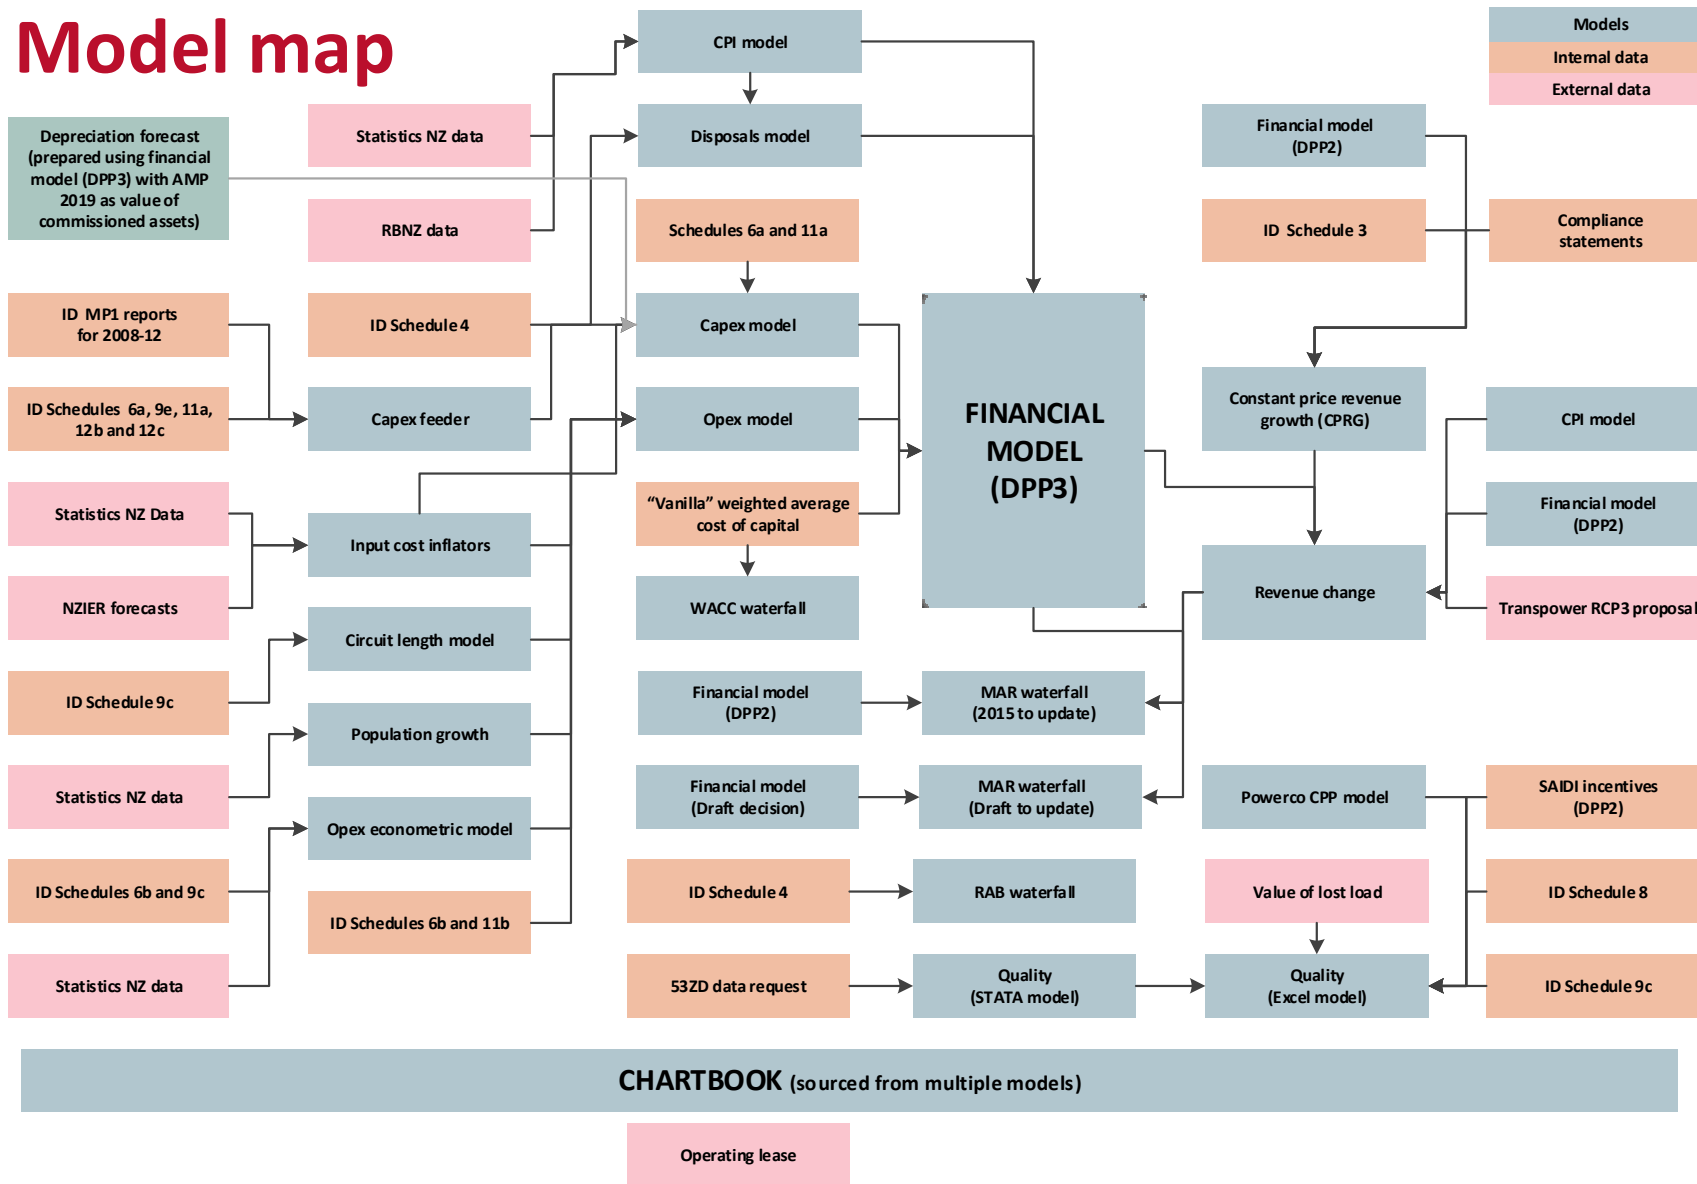 Model map
Models
Internal data
External data
CPI model
Statistics NZ data
Disposals model
Depreciation forecast
(prepared using financial
model (DPP3) with AMP
2019 as value of
commissioned assets)
Financial model
(DPP2)
RBNZ data
Schedules 6a and 11a
ID Schedule 3
Compliance
statements
ID MP1 reports
for 2008-12
ID Schedule 4
Capex model
FINANCIAL
MODEL
(DPP3)
Constant price revenue
growth (CPRG)
ID Schedules 6a, 9e, 11a,
12b and 12c
Capex feeder
Opex model
CPI model
Statistics NZ Data
Input cost inflators
"Vanilla" weighted average
cost of capital
Financial model
(DPP2)
NZIER forecasts
WACC waterfall
Revenue change
Transpower RCP3 proposal
Circuit length model
ID Schedule 9c
Population growth
Financial model
(DPP2)
MAR waterfall
(2015 to update)
Statistics NZ data
Opex econometric model
Financial model
(Draft decision)
MAR waterfall
(Draft to update)
Powerco CPP model
SAIDI incentives
(DPP2)
ID Schedules 6b and 9c
ID Schedules 6b and 11b
ID Schedule 4
RAB waterfall
Value of lost load
ID Schedule 8
Statistics NZ data
53ZD data request
Quality
(STATA model)
Quality
(Excel model)
ID Schedule 9c
CHARTBOOK (sourced from multiple models)
Operating lease